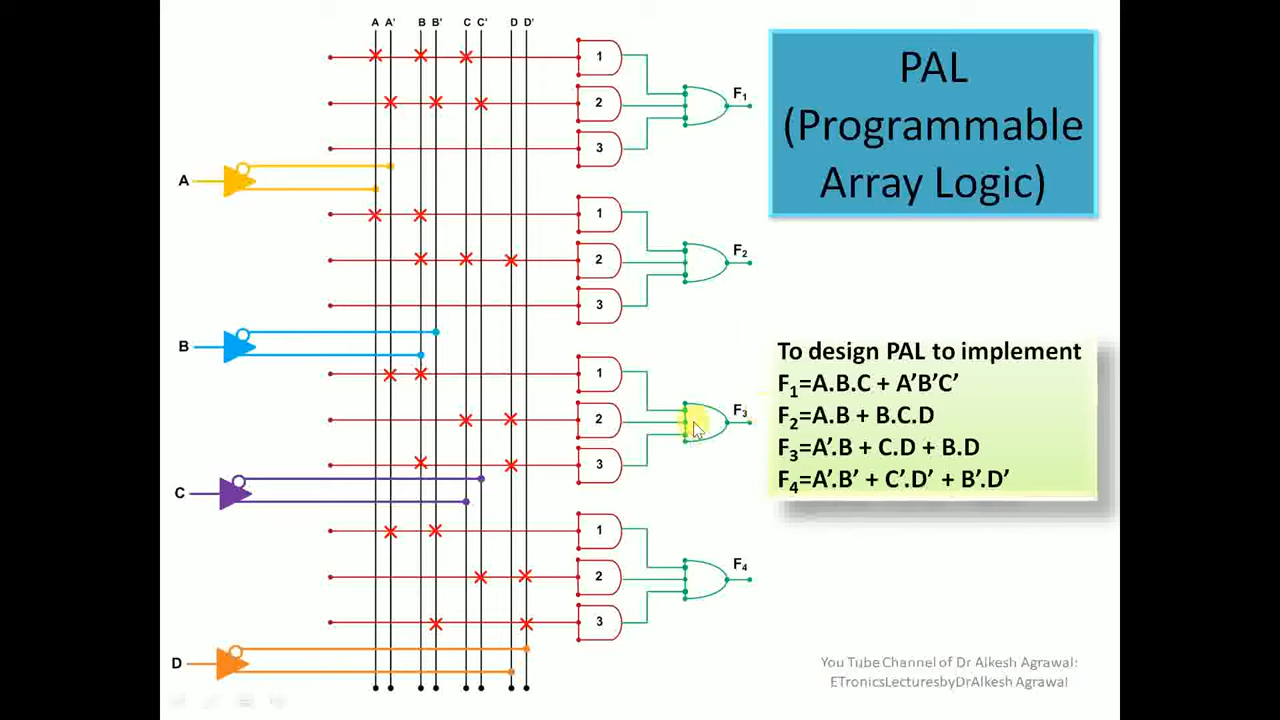 A A' B B' C C' D D'
1
2
F1
3
A
1
2
F2
3
B
1
2
F3
3
C
1
2
F4
3
D
PAL
(Programmable
Array Logic)
To design PAL to implement
F1=A.B.C + A’B’C’
F2=A.B + B.C.D
F3=A’.B + C.D + B.D
F4=A’.B’ + C’.D’ + B’.D’
You Tube Channel of Dr Alkesh Agrawal:
ETronicsLecturesbyDrAlkesh Agrawal